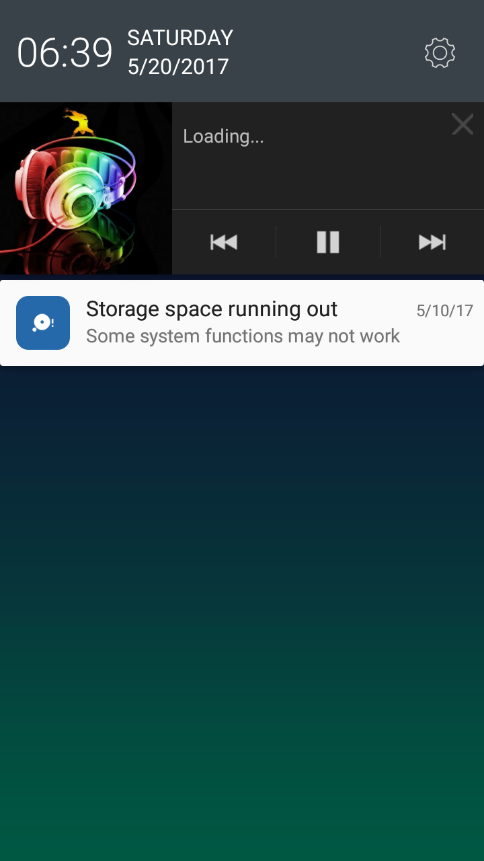 06:39
SATURDAY
5/20/2017
Loading...
Storage space running out
5/10/17
Some system functions may not work